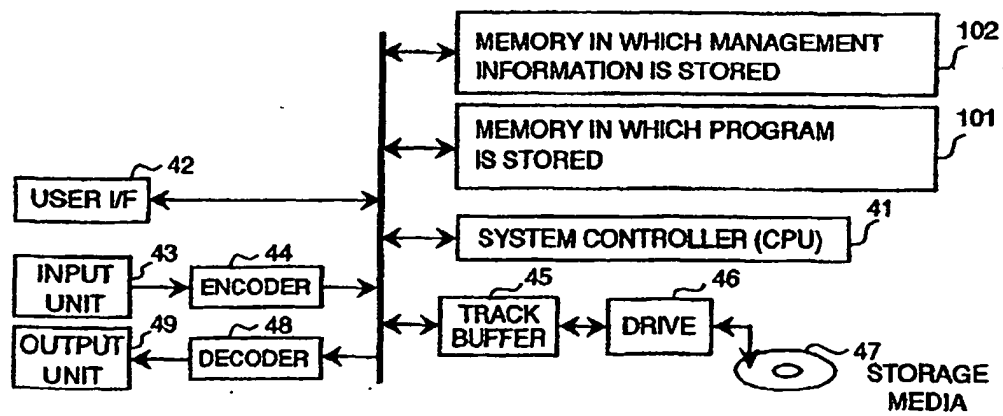 102
MEMORY IN WHICH MANAGEMENT
INFORMATION IS STORED
101
MEMORY IN WHICH PROGRAM
IS STORED
42
USER I/F
41
SYSTEM CONTROLLER (CPU)
43
INPUT
UNIT
44
ENCODER
45
TRACK
BUFFER
46
DRIVE
49
OUTPUT
UNIT
48
DECODER
47
STORAGE
MEDIA